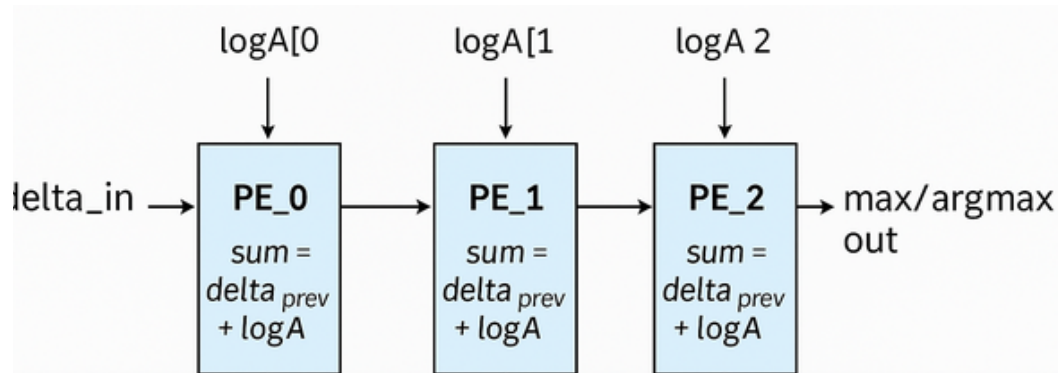 logA[0
logA[1
logA 2
delta_in
PE_0
sum =
delta prev
+ logA
PE_1
sum =
delta prev
+ logA
PE_2
sum =
delta prev
+ logA
max/argmax
out